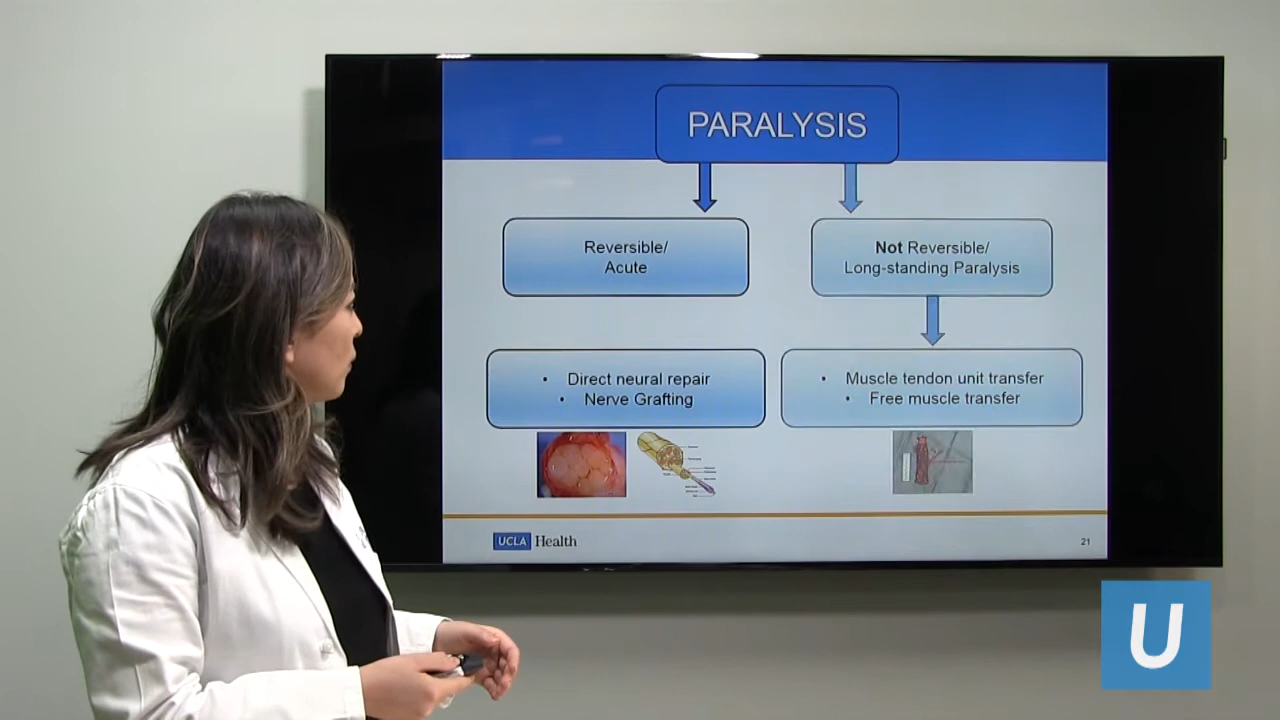 PARALYSIS
Reversible/
Acute
Not Reversible/
Long-standing Paralysis
• Direct neural repair
• Nerve Grafting
• Muscle tendon unit transfer
• Free muscle transfer
UCLA Health
21
U